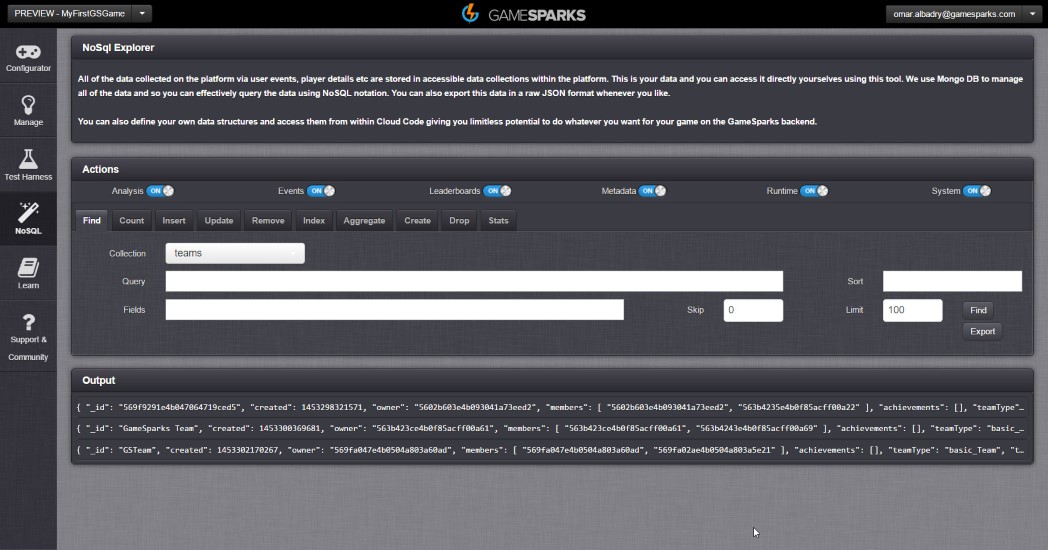 PREVIEW - MyFirstGSGame
GAMESPARKS
omar.albadry@gamesparks.com
Configurator
Manage
Test Harness
NoSQL
Learn
Support &
Community
NoSql Explorer
All of the data collected on the platform via user events, player details etc are stored in accessible data collections within the platform. This is your data and you can access it directly yourselves using this tool. We use Mongo DB to manage
all of the data and so you can effectively query the data using NoSQL notation. You can also export this data in a raw JSON format whenever you like.
You can also define your own data structures and access them from within Cloud Code giving you limitless potential to do whatever you want for your game on the GameSparks backend.
Actions
Analysis ON Events ON Leaderboards ON Metadata ON Runtime ON System ON
Find Count Insert Update Remove Index Aggregate Create Drop Stats
Collection teams
Query Sort
Fields Skip 0 Limit 100 Find
Export
Output
{ "_id": "569f9291e4b047064719ced5", "created": 1453298321571, "owner": "5602b603e4b093041a73eed2", "members": [ "5602b603e4b093041a73eed2", "563b4235e4b0f85acff00a22" ], "achievements": [], "teamType"…
{ "_id": "GameSparks Team", "created": 1453300369681, "owner": "563b423ce4b0f85acff00a61", "members": [ "563b423ce4b0f85acff00a61", "563b4243e4b0f85acff00a69" ], "achievements": [], "teamType": "basic_…
{ "_id": "GSTeam", "created": 1453302170267, "owner": "569fa047e4b0504a803a60ad", "members": [ "569fa047e4b0504a803a60ad", "569fa02ae4b0504a803a5e21" ], "achievements": [], "teamType": "basic_Team", "t…